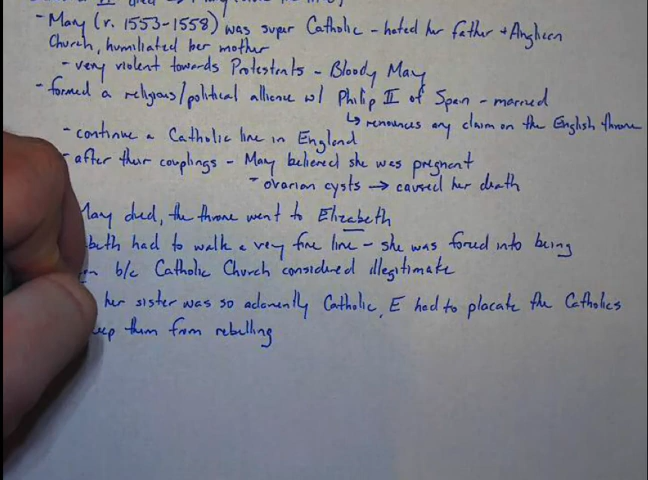 died
- Mary (r. 1553-1558) was super Catholic - hated her father + Anglican
Church, humiliated her mother
- very violent towards Protestants - Bloody Mary
- formed a religious/political alliance w/ Philip II of Spain - married
↳ renounces any claim on the English throne
- continue a Catholic line in England
- after their couplings - Mary believed she was pregnant
- ovarian cysts → caused her death
Mary died, the throne went to Elizabeth
beth had to walk a very fine line - she was forced into being
b/c Catholic Church considered illegitimate
her sister was so adamently Catholic, E had to placate the Catholics
eep them from rebelling